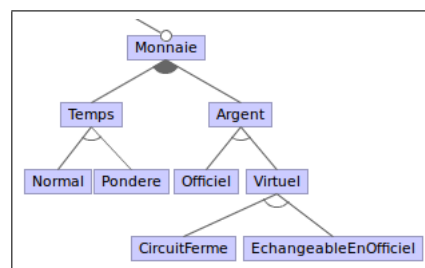 Monnaie
Temps Argent
Normal Pondere Officiel Virtuel
CircuitFerme EchangeableEnOfficiel